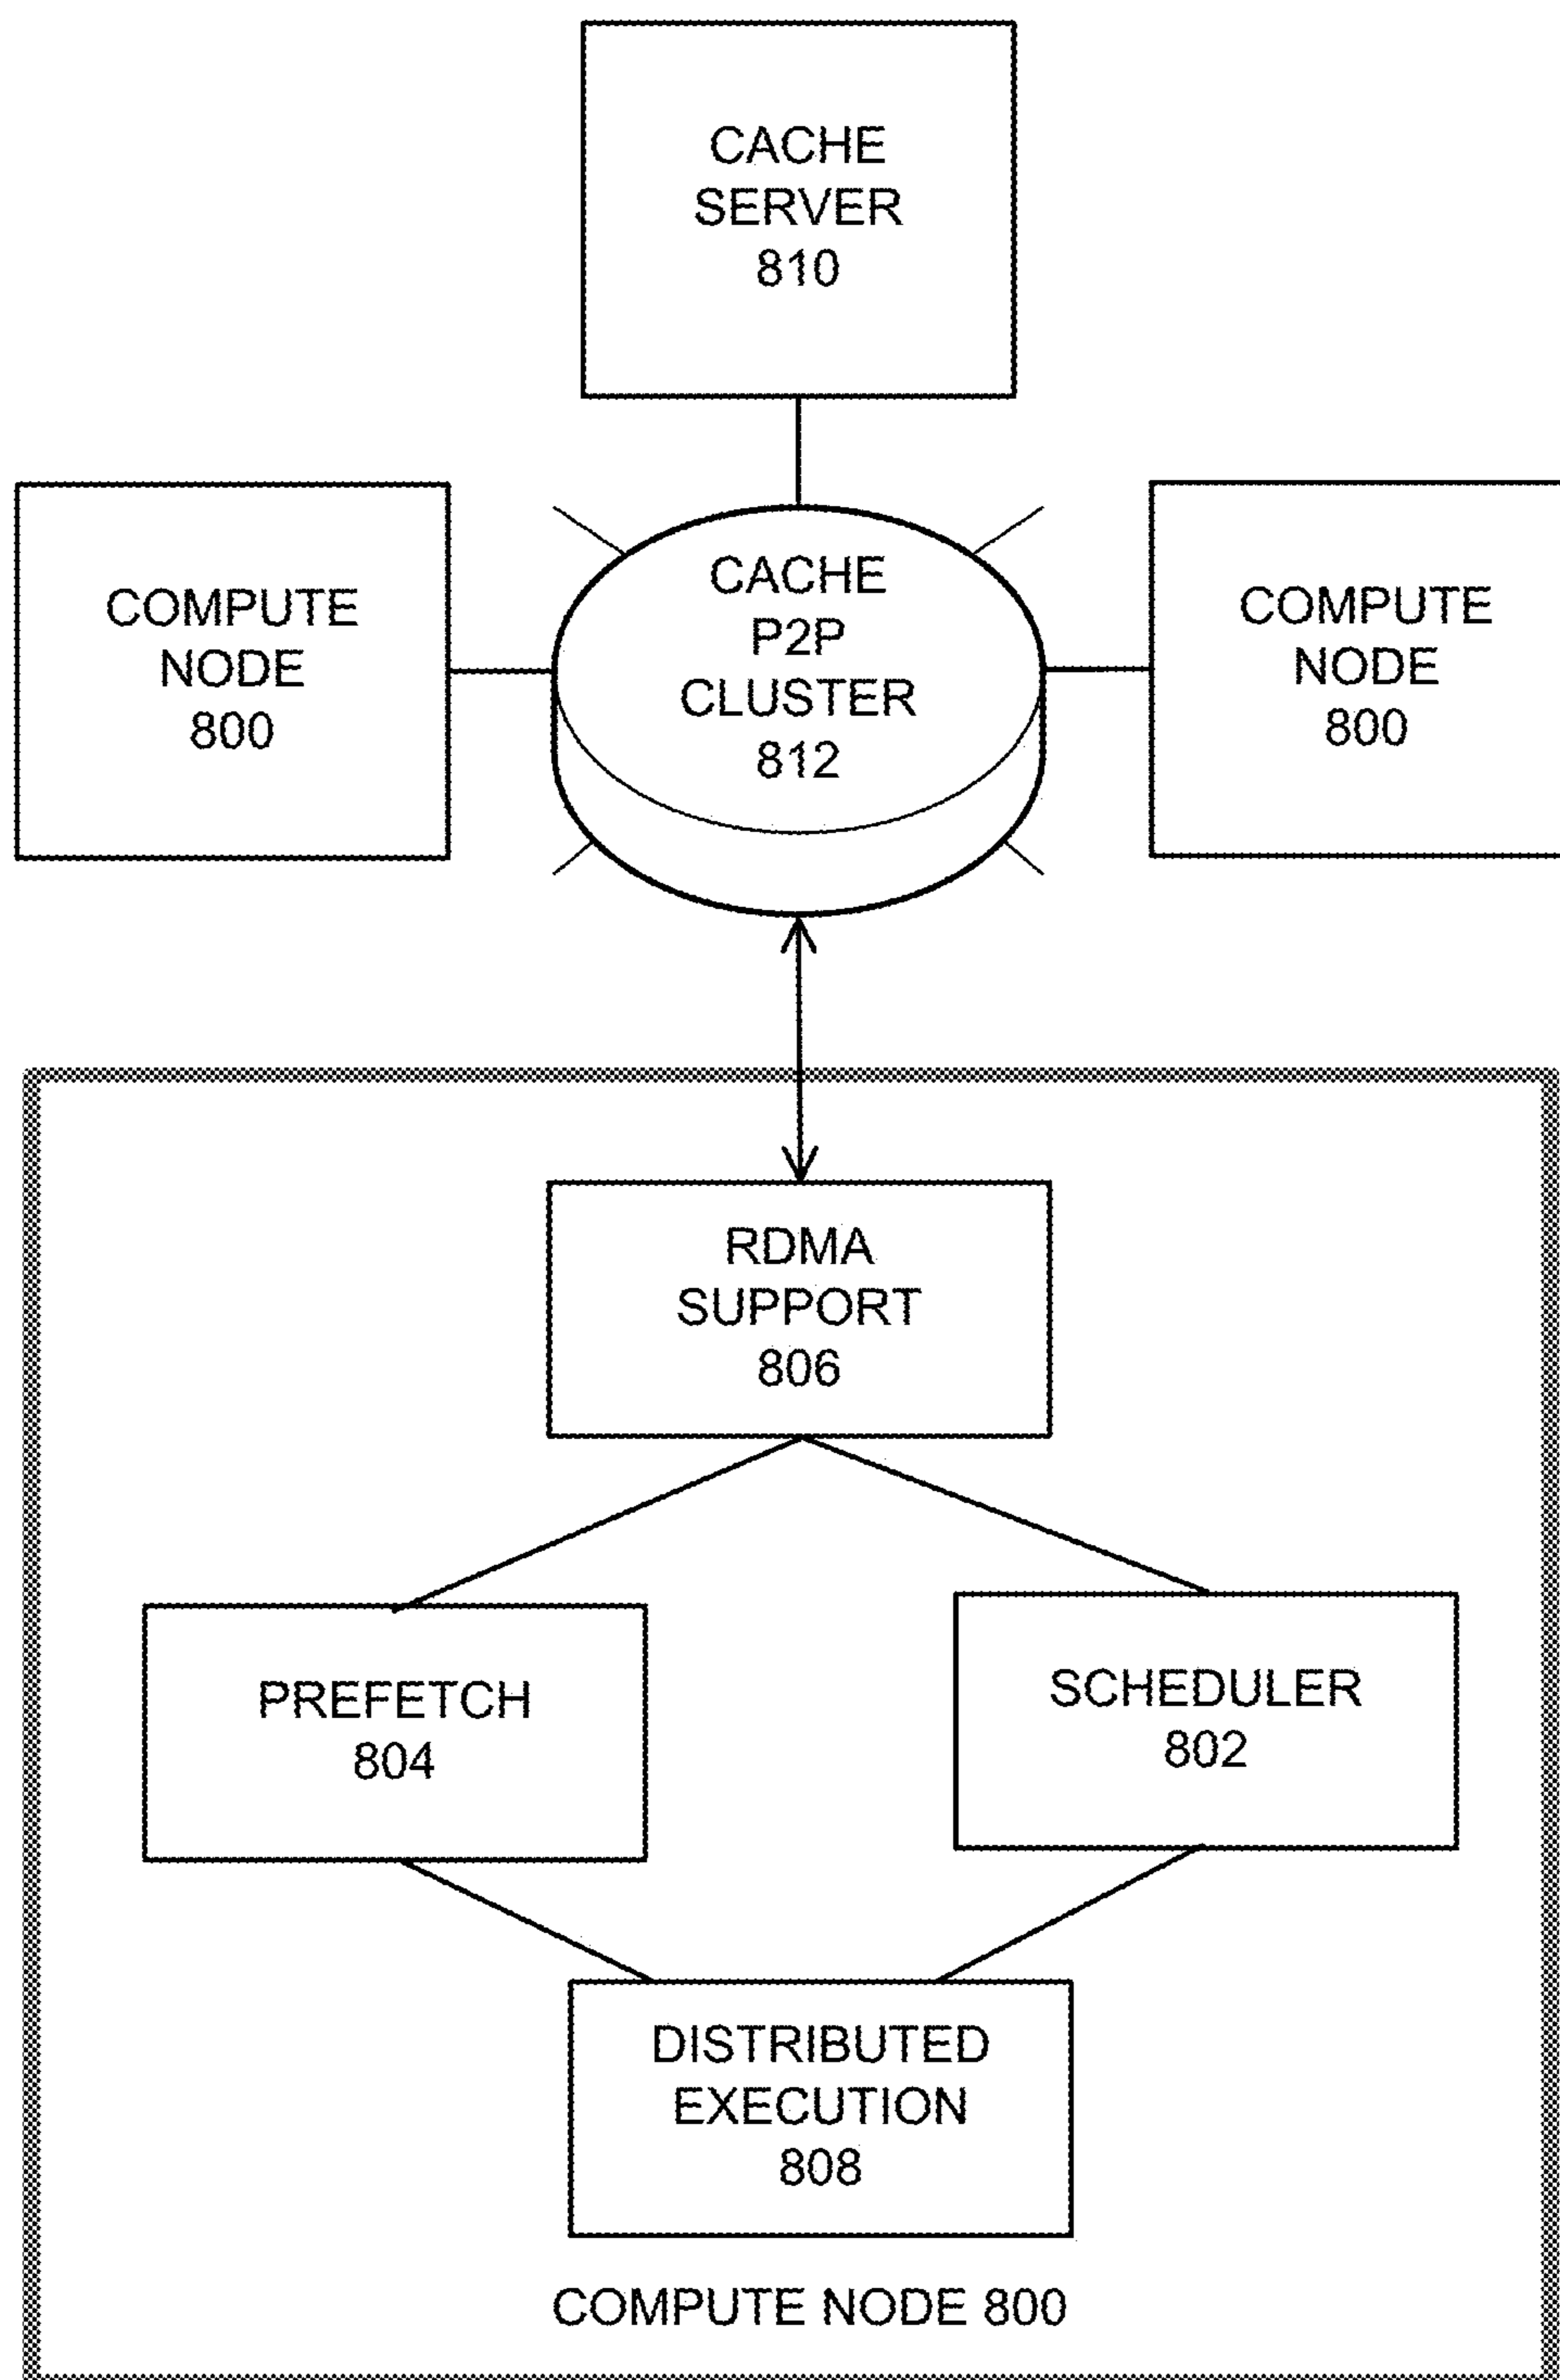 CACHE
SERVER
810
COMPUTE
NODE
800
CACHE
P2P
CLUSTER
812
COMPUTE
NODE
800
RDMA
SUPPORT
806
PREFETCH
804
SCHEDULER
802
DISTRIBUTED
EXECUTION
808
COMPUTE NODE 800